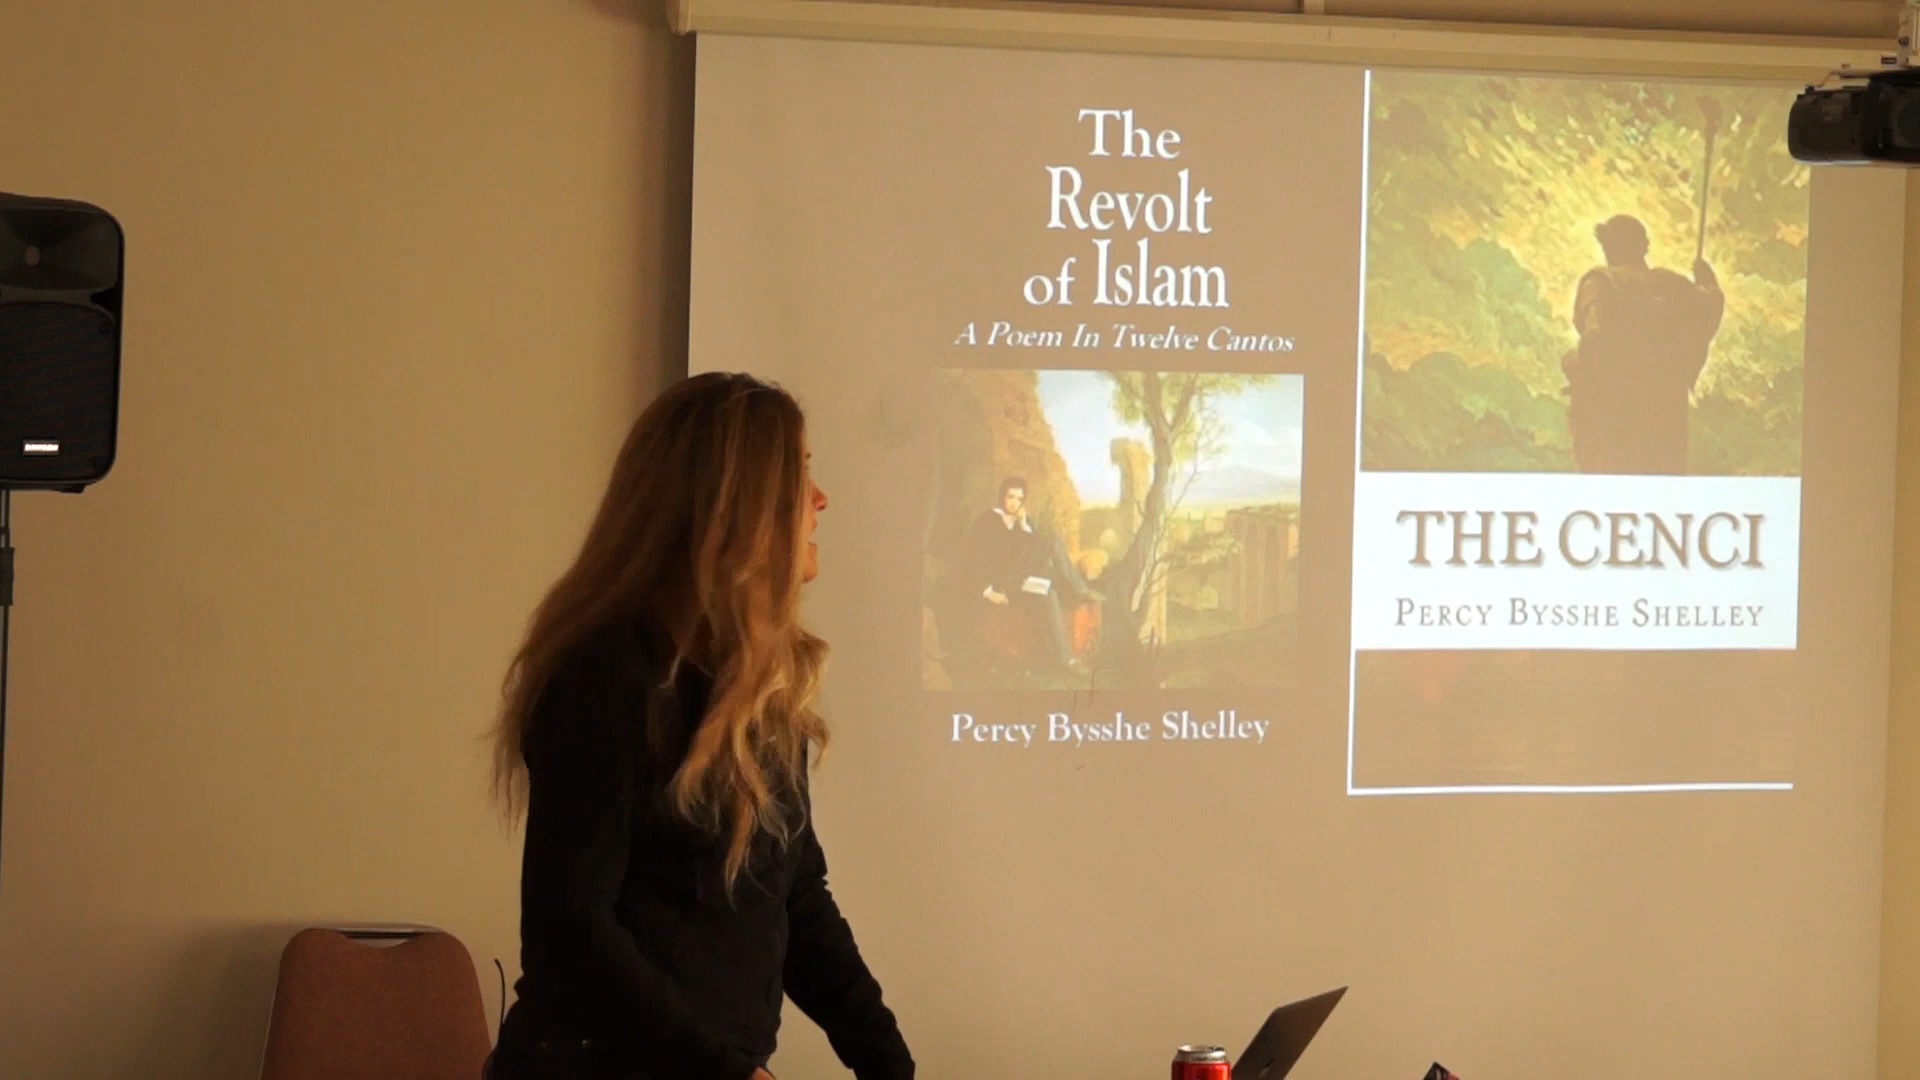 The
Revolt
of Islam
A Poem In Twelve Cantos
Percy Bysshe Shelley
THE CENCI
PERCY BYSSHE SHELLEY